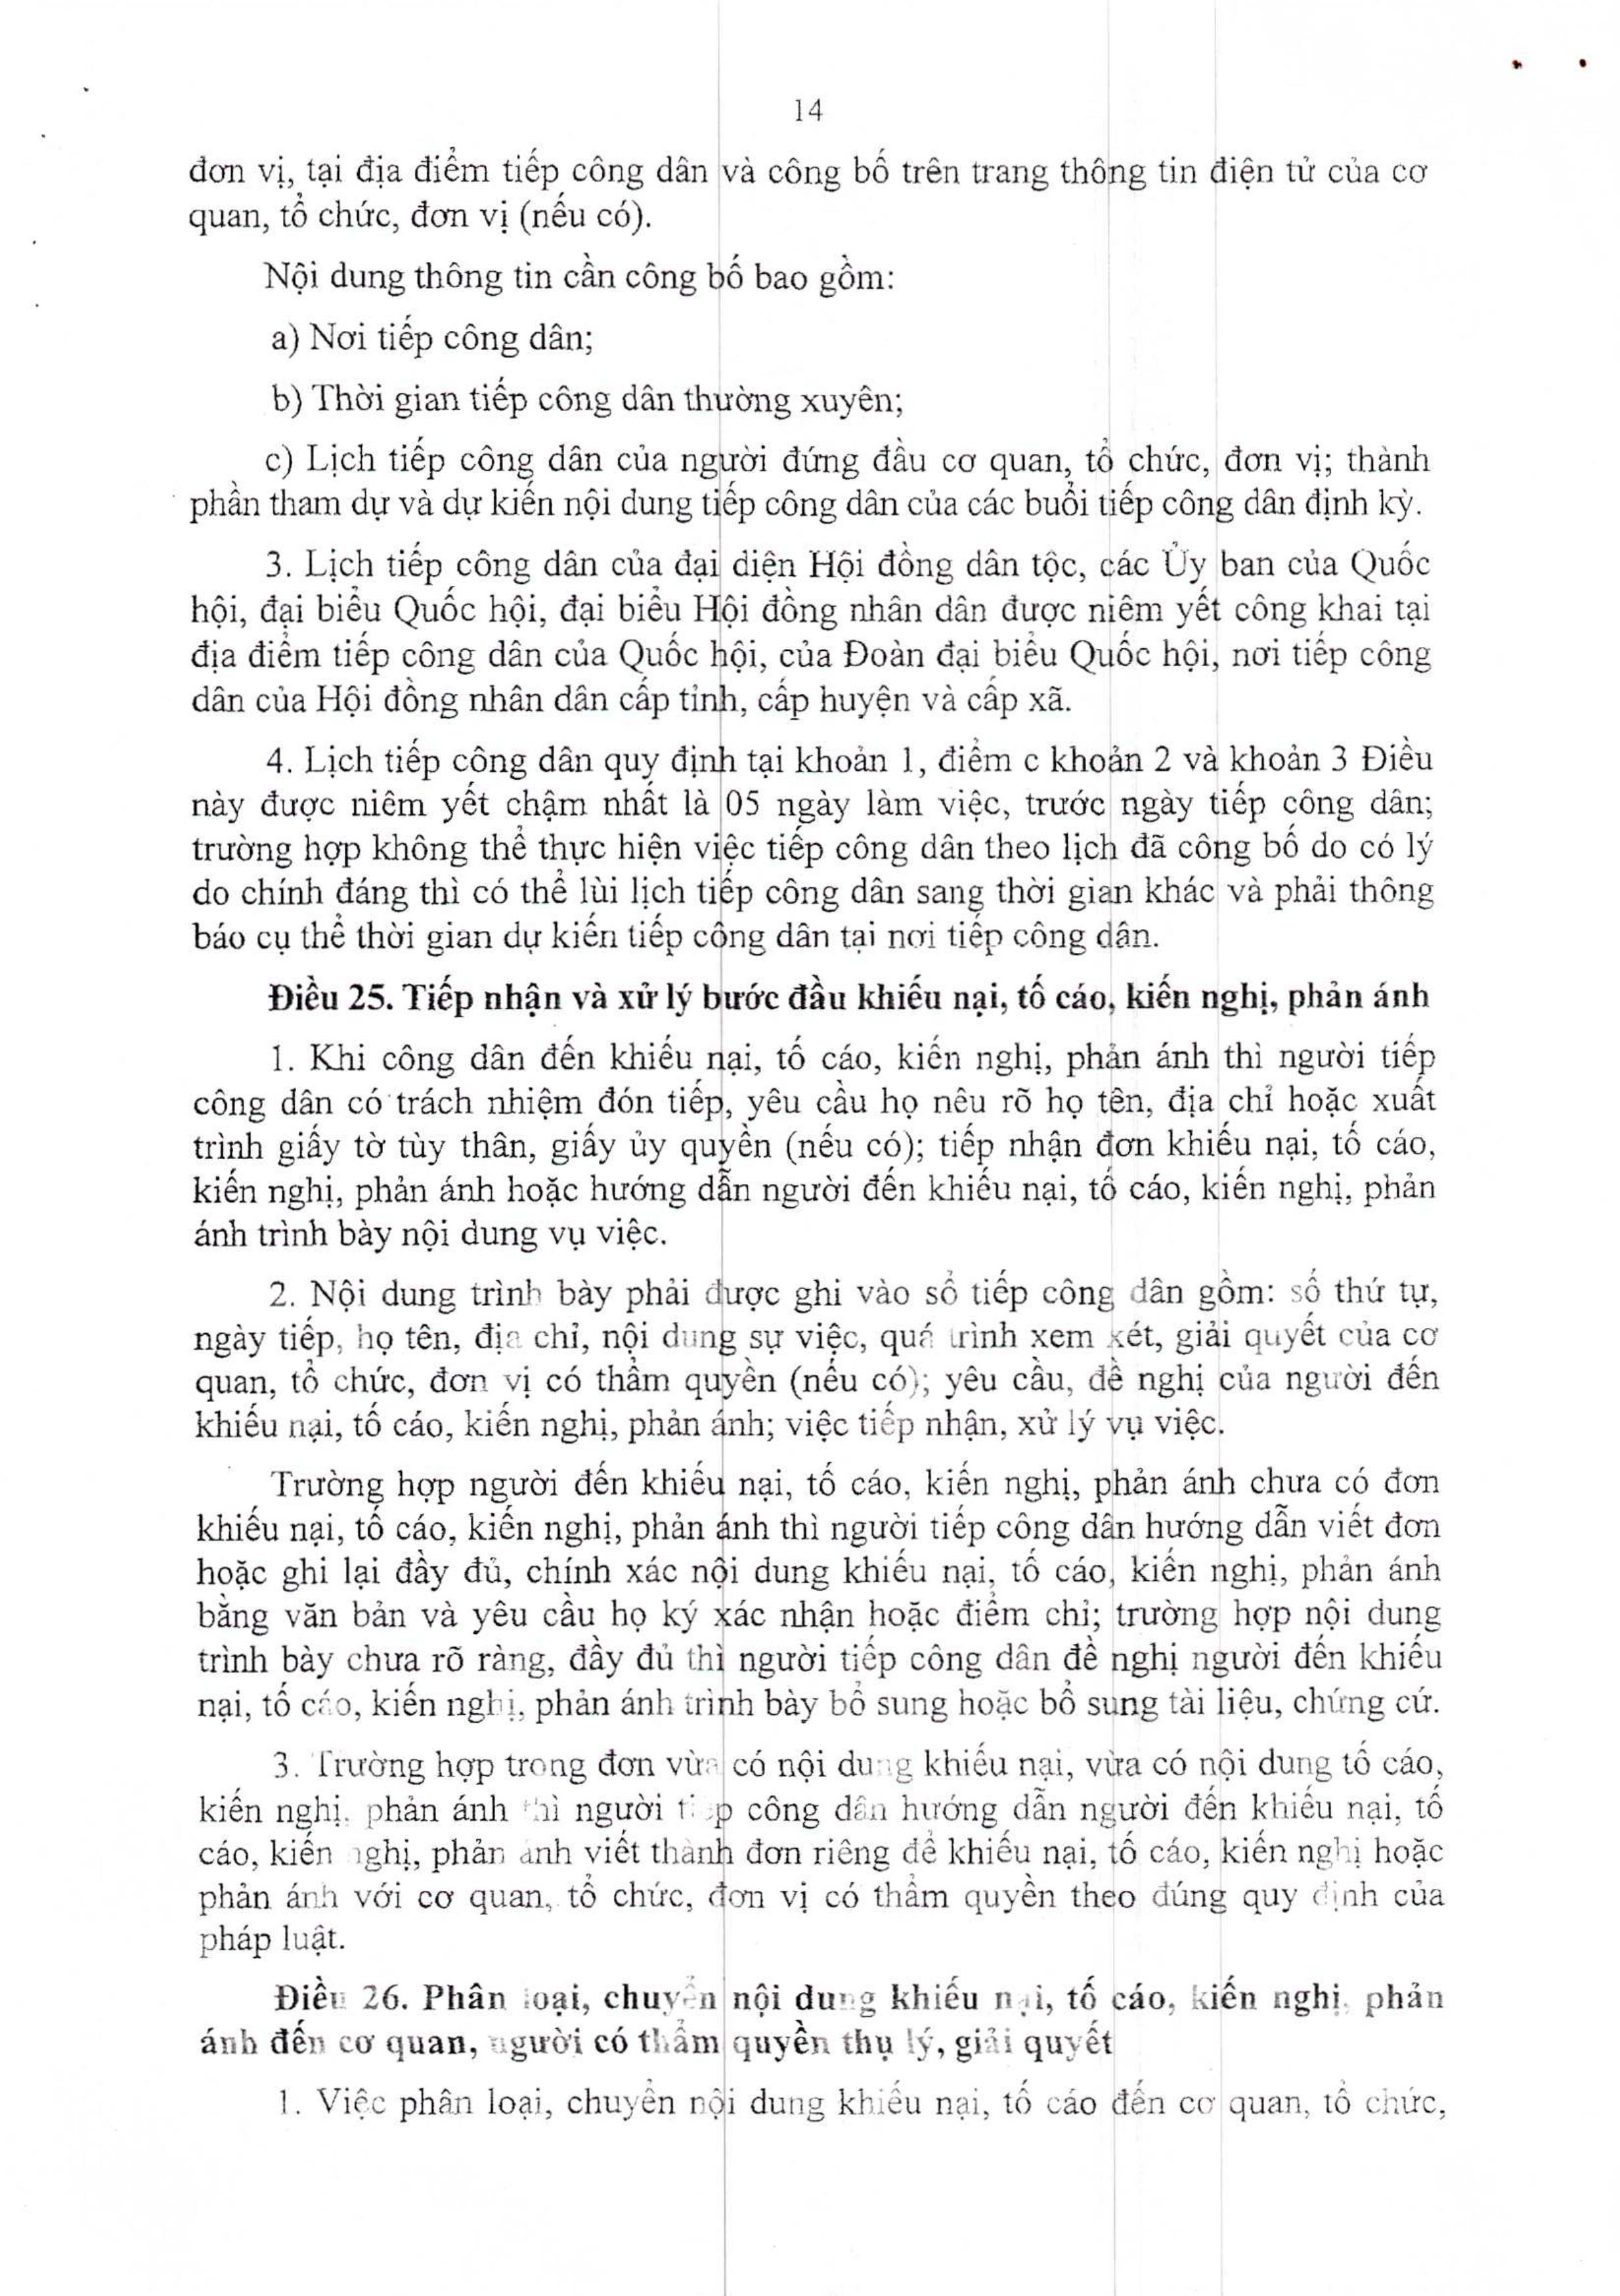 14
đơn vị, tại địa điểm tiếp công dân và công bố trên trang thông tin điện tử của cơ
quan, tổ chức, đơn vị (nếu có).
Nội dung thông tin cần công bố bao gồm:
a) Nơi tiếp công dân;
b) Thời gian tiếp công dân thường xuyên;
c) Lịch tiếp công dân của người đứng đầu cơ quan, tổ chức, đơn vị; thành
phần tham dự và dự kiến nội dung tiếp công dân của các buổi tiếp công dân định kỳ.
3. Lịch tiếp công dân của đại diện Hội đồng dân tộc, các Ủy ban của Quốc
hội, đại biểu Quốc hội, đại biểu Hội đồng nhân dân được niêm yết công khai tại
địa điểm tiếp công dân của Quốc hội, của Đoàn đại biểu Quốc hội, nơi tiếp công
dân của Hội đồng nhân dân cấp tỉnh, cấp huyện và cấp xã.
4. Lịch tiếp công dân quy định tại khoản 1, điểm c khoản 2 và khoản 3 Điều
này được niêm yết chậm nhất là 05 ngày làm việc, trước ngày tiếp công dân;
trường hợp không thể thực hiện việc tiếp công dân theo lịch đã công bố do có lý
do chính đáng thì có thể lùi lịch tiếp công dân sang thời gian khác và phải thông
báo cụ thể thời gian dự kiến tiếp công dân tại nơi tiếp công dân.
Điều 25. Tiếp nhận và xử lý bước đầu khiếu nại, tố cáo, kiến nghị, phản ánh
1. Khi công dân đến khiếu nại, tố cáo, kiến nghị, phản ánh thì người tiếp
công dân có trách nhiệm đón tiếp, yêu cầu họ nêu rõ họ tên, địa chỉ hoặc xuất
trình giấy tờ tùy thân, giấy ủy quyền (nếu có); tiếp nhận đơn khiếu nại, tố cáo,
kiến nghị, phản ánh hoặc hướng dẫn người đến khiếu nại, tố cáo, kiến nghị, phản
ánh trình bày nội dung vụ việc.
2. Nội dung trình bày phải được ghi vào sổ tiếp công dân gồm: số thứ tự,
ngày tiếp, họ tên, địa chỉ, nội dung sự việc, quá trình xem xét, giải quyết của cơ
quan, tổ chức, đơn vị có thẩm quyền (nếu có); yêu cầu, đề nghị của người đến
khiếu nại, tố cáo, kiến nghị, phản ánh; việc tiếp nhận, xử lý vụ việc.
Trường hợp người đến khiếu nại, tố cáo, kiến nghị, phản ánh chưa có đơn
khiếu nại, tố cáo, kiến nghị, phản ánh thì người tiếp công dân hướng dẫn viết đơn
hoặc ghi lại đầy đủ, chính xác nội dung khiếu nại, tố cáo, kiến nghị, phản ánh
bằng văn bản và yêu cầu họ ký xác nhận hoặc điểm chỉ; trường hợp nội dung
trình bày chưa rõ ràng, đầy đủ thì người tiếp công dân đề nghị người đến khiếu
nại, tố cáo, kiến nghị, phản ánh trình bày bổ sung hoặc bổ sung tài liệu, chứng cứ.
3. Trường hợp trong đơn vừa có nội dung khiếu nại, vừa có nội dung tố cáo,
kiến nghị, phản ánh thì người tiếp công dân hướng dẫn người đến khiếu nại, tố
cáo, kiến nghị, phản ánh viết thành đơn riêng để khiếu nại, tố cáo, kiến nghị hoặc
phản ánh với cơ quan, tổ chức, đơn vị có thẩm quyền theo đúng quy định của
pháp luật.
Điều 26. Phân loại, chuyển nội dung khiếu nại, tố cáo, kiến nghị, phản
ánh đến cơ quan, người có thẩm quyền thụ lý, giải quyết
1. Việc phân loại, chuyển nội dung khiếu nại, tố cáo đến cơ quan, tổ chức,